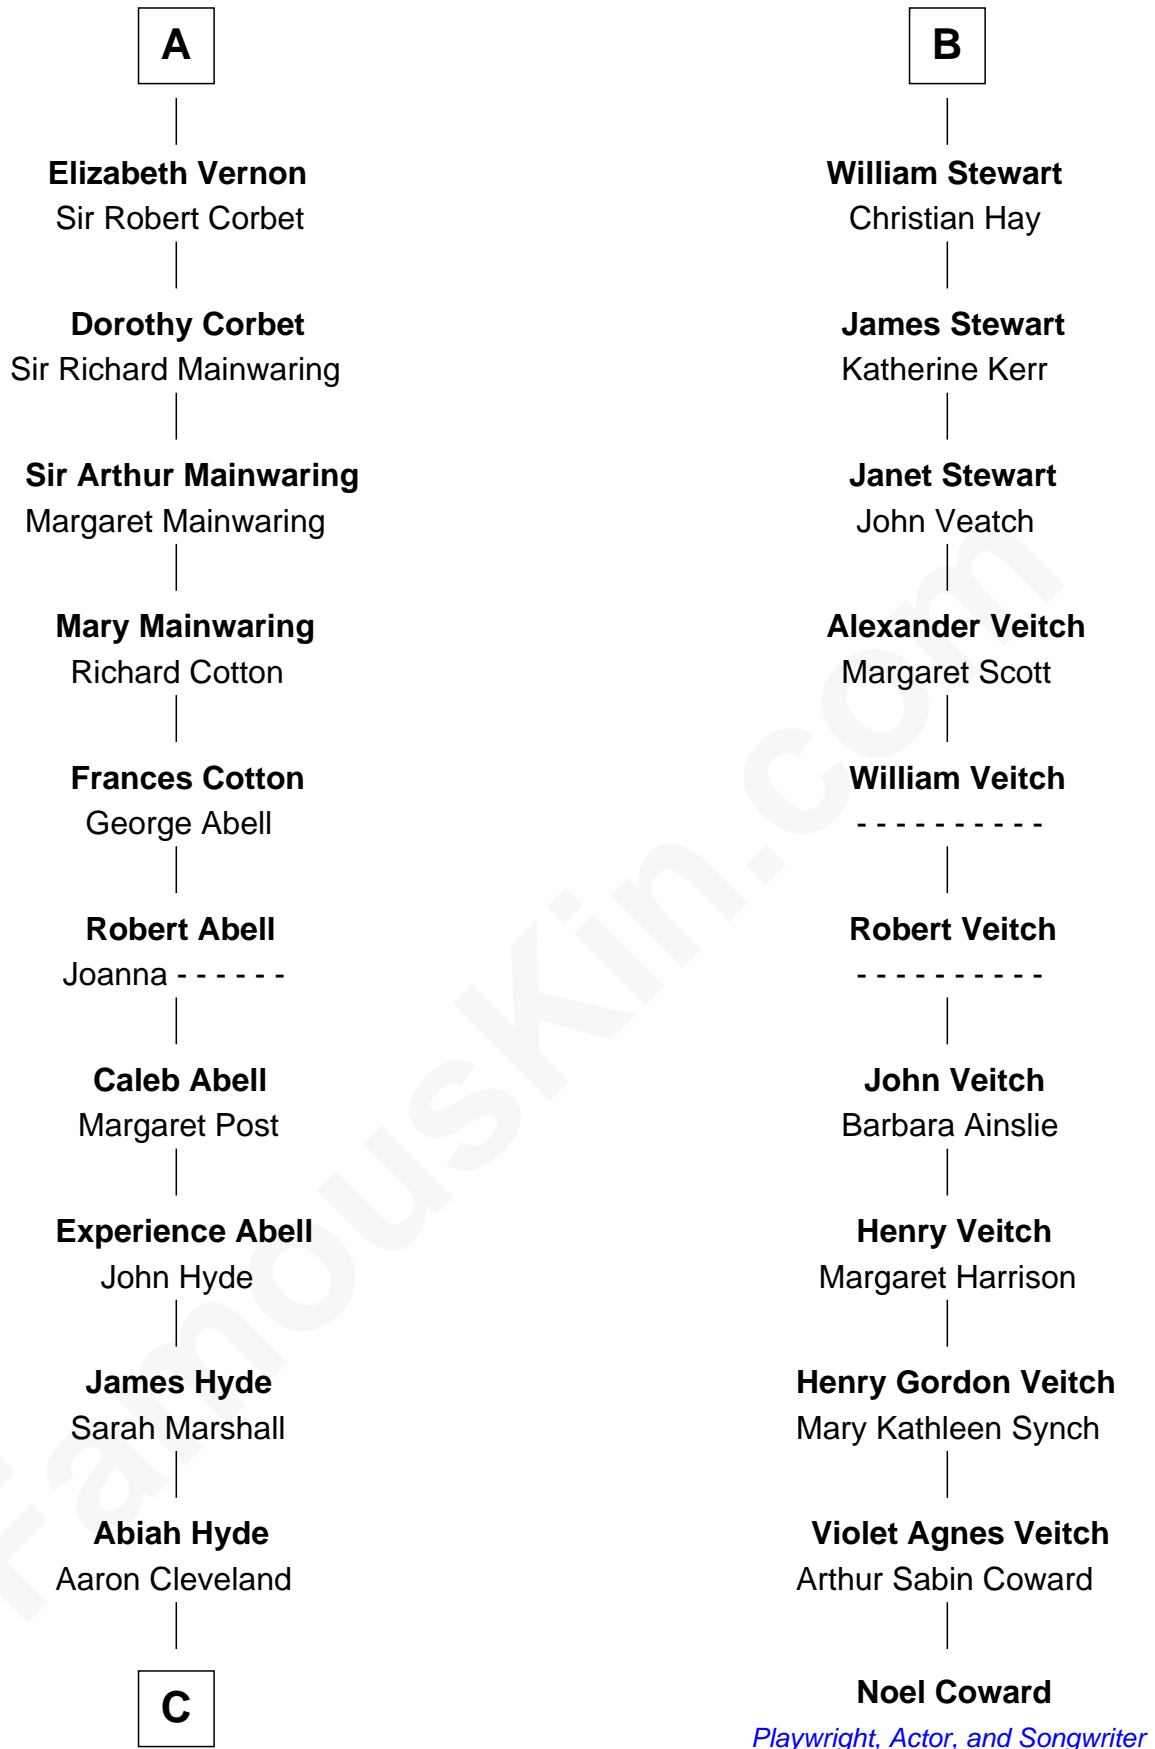 A
Elizabeth Vernon
Sir Robert Corbet
Dorothy Corbet
Sir Richard Mainwaring
Sir Arthur Mainwaring
Margaret Mainwaring
Mary Mainwaring
Richard Cotton
Frances Cotton
George Abell
Robert Abell
Joanna - - - - - -
Caleb Abell
Margaret Post
Experience Abell
John Hyde
James Hyde
Sarah Marshall
Abiah Hyde
Aaron Cleveland
C
B
William Stewart
Christian Hay
James Stewart
Katherine Kerr
Janet Stewart
John Veatch
Alexander Veitch
Margaret Scott
William Veitch
- - - - - - - - - -
Robert Veitch
- - - - - - - - - -
John Veitch
Barbara Ainslie
Henry Veitch
Margaret Harrison
Henry Gordon Veitch
Mary Kathleen Synch
Violet Agnes Veitch
Arthur Sabin Coward
Noel Coward
Playwright, Actor, and Songwriter
FamousKin.com